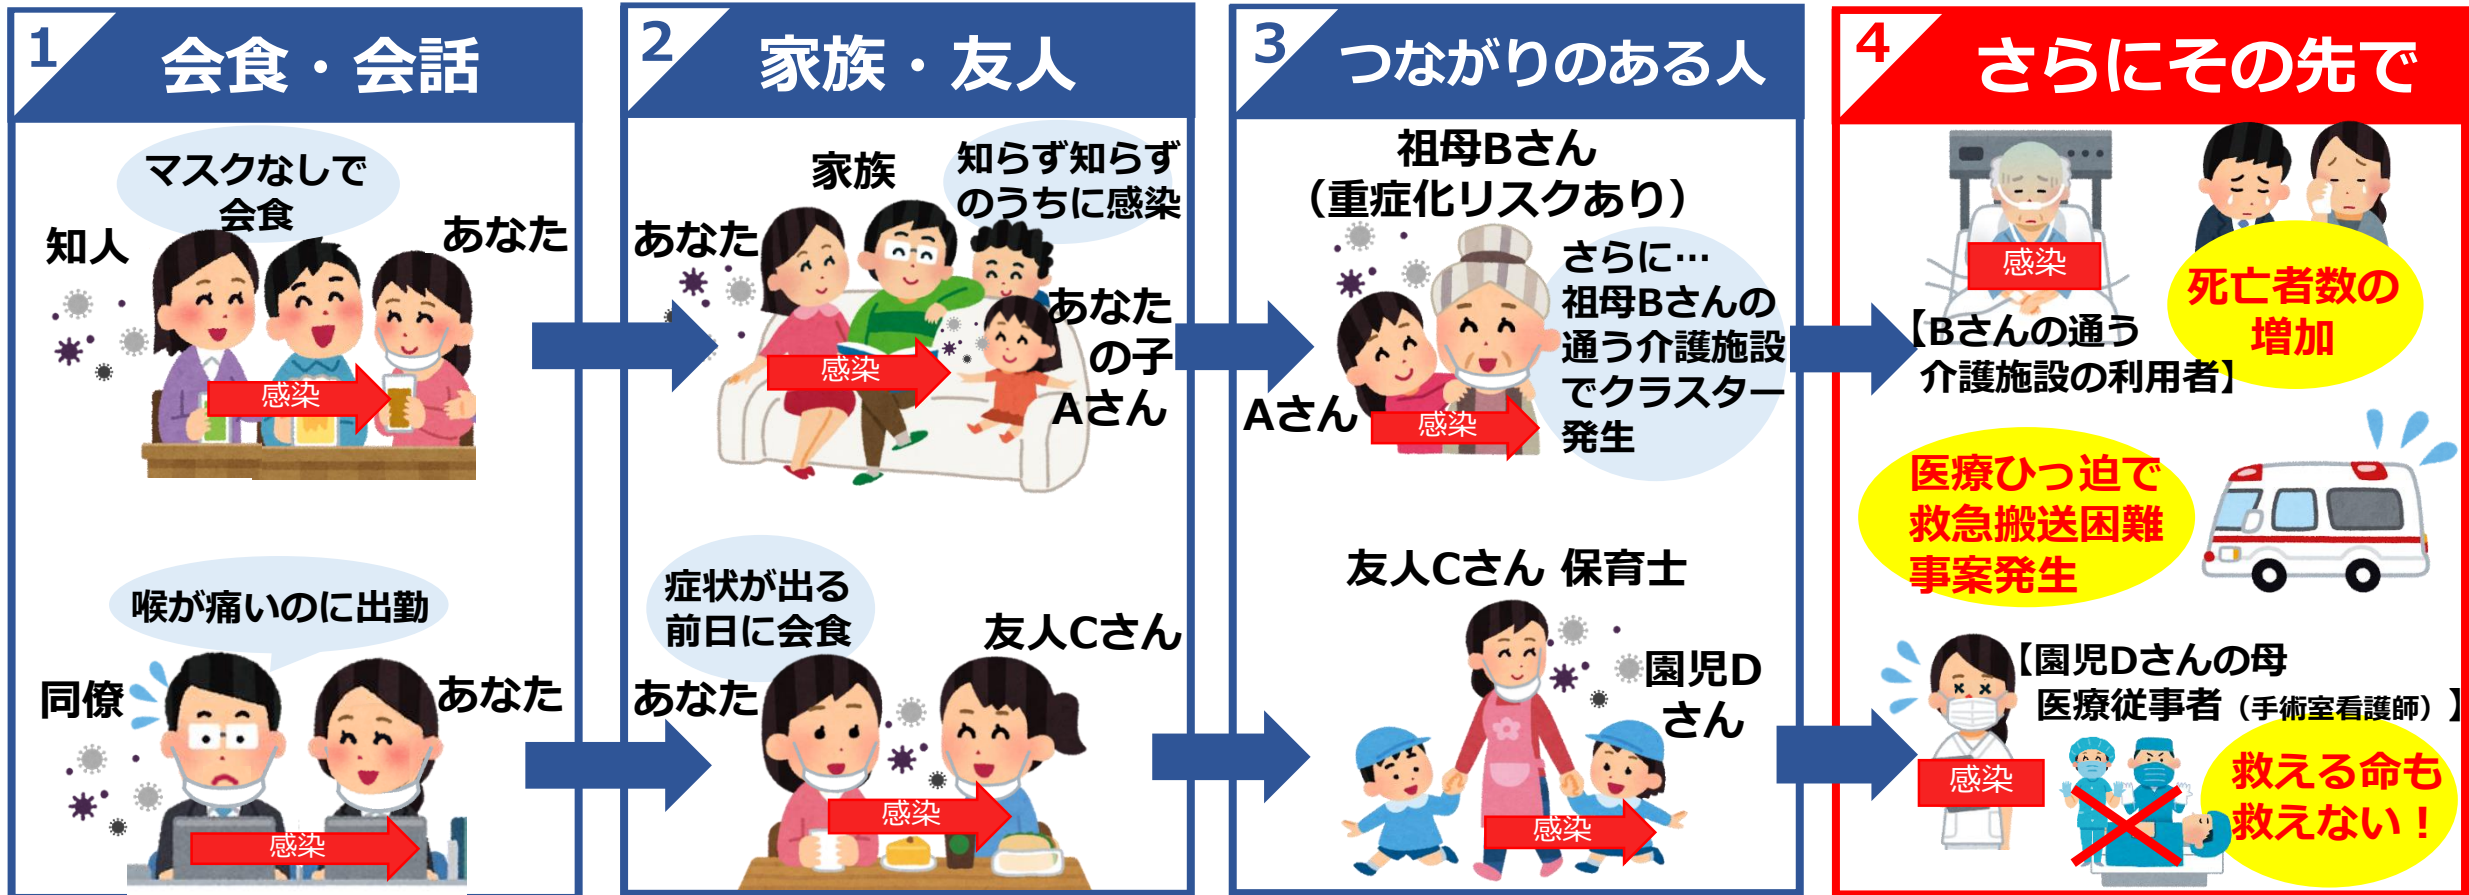 1
会食・会話
マスクなしで
会食
知人
あなた
感染
喉が痛いのに出勤
同僚
あなた
感染
2
家族・友人
家族
知らず知らず
のうちに感染
あなた
あなた
の子
Aさん
感染
症状が出る
前日に会食
友人Cさん
あなた
感染
3
つながりのある人
祖母Bさん
（重症化リスクあり）
さらに…
祖母Bさんの
通う介護施設
でクラスター
発生
Aさん
感染
友人Cさん 保育士
園児D
さん
感染
4
さらにその先で
感染
死亡者数の
増加
【Bさんの通う
介護施設の利用者】
医療ひっ迫で
救急搬送困難
事案発生
【園児Dさんの母
医療従事者（手術室看護師）】
感染
救える命も
救えない！